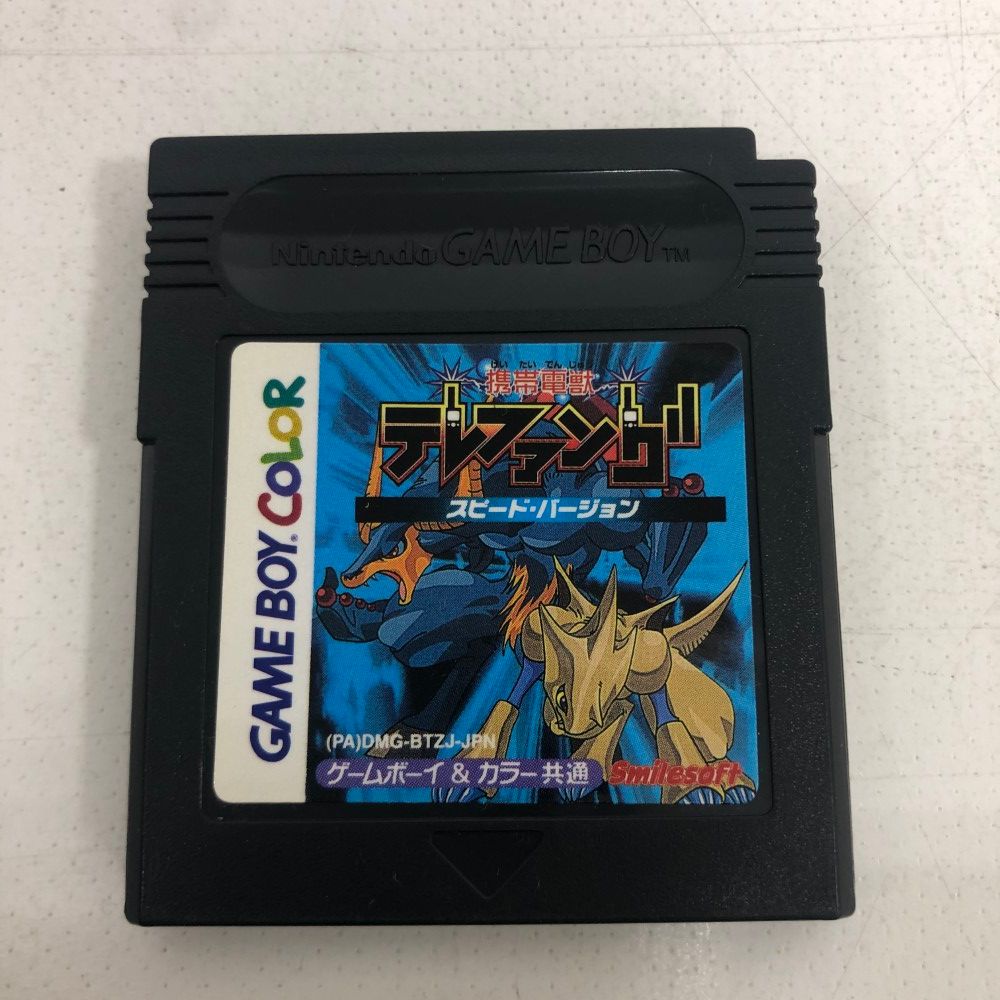 Nintendo GAME BOY™
GAME BOY COLOR
けいたいでんじゅう
携帯電獣
テレファング
スピード・バージョン
(PA)DMG-BTZJ-JPN
ゲームボーイ & カラー共通
Smilesoft